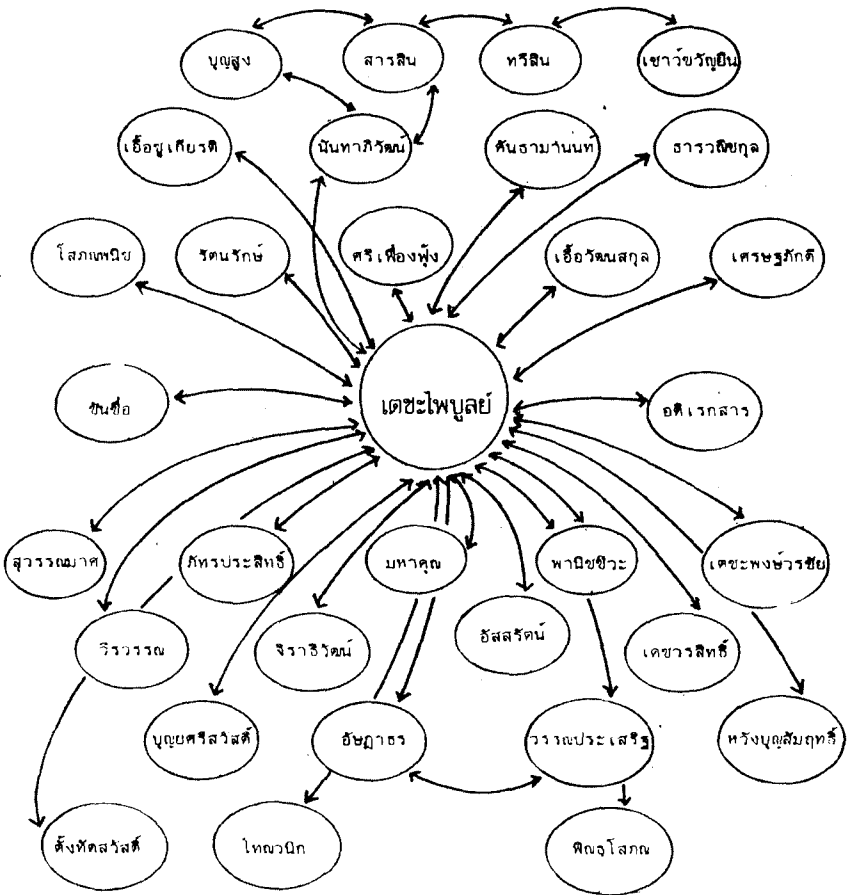 บุญสูง
สารสิน
ทวีสิน
เชาว์ขวัญยืน
เอื้อชูเกียรติ
นันทาภิวัฒน์
คันธามานนท์
ธารวณิชกุล
โสภณพนิช
รัตนรักษ์
ศรีเฟื่องฟุ้ง
เอื้อวัฒนสกุล
เศรษฐภักดี
เตชะไพบูลย์
ชินซื่อ
อดิเรกสาร
สุวรรณมาศ
ภัทรประสิทธิ์
มหาคุณ
พานิชชีวะ
เตชะพงษ์วรชัย
วิรวรรณ
จิราธิวัฒน์
อัสสรัตน์
เดชวรสิทธิ์
บุญยศรีสวัสดิ์
อัษฎาธร
วรรณประเสริฐ
หวังบุญสัมฤทธิ์
ตั้งทัตสวัสดิ์
ไทณวนิก
พิณธุโสภณ